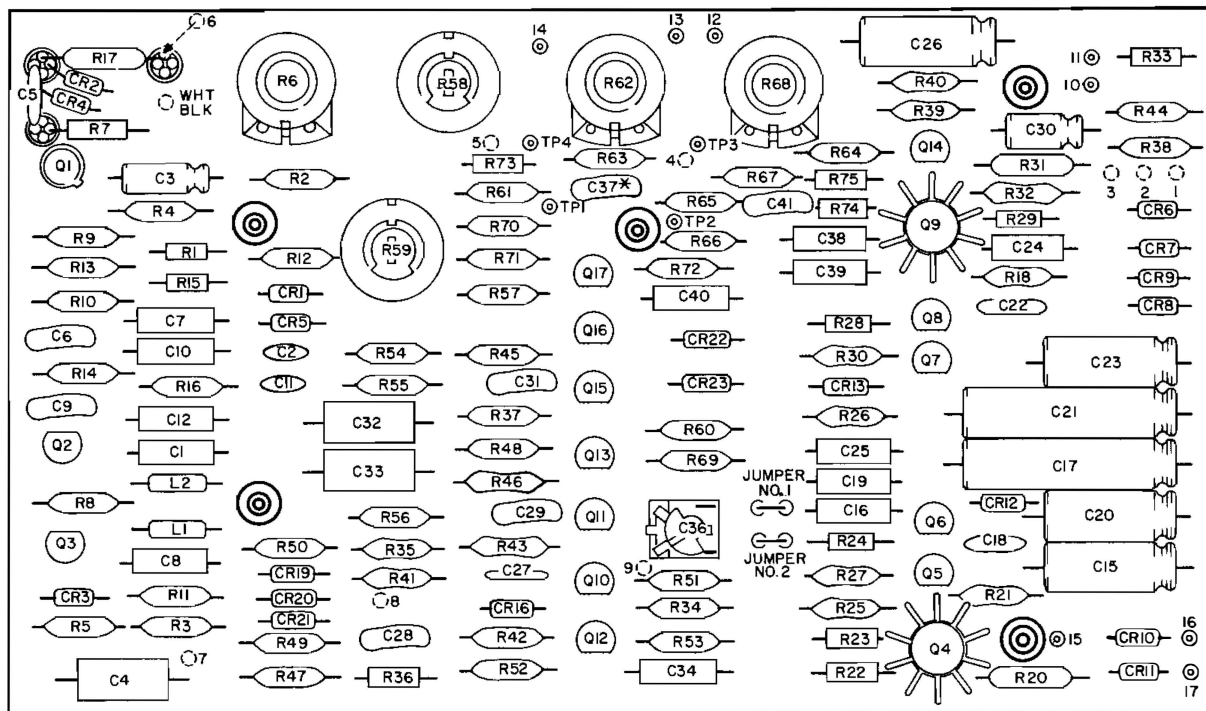 6
14
13
12
C26
R17
R6
R58
R62
R68
11
R33
CR2
C5
CR4
R40
10
WHT
BLK
R39
R44
R7
C30
5
TP4
4
TP3
Q14
R38
Q1
R73
R63
R64
R31
C3
R2
R61
C37*
R67
R75
R32
3
2
1
R4
TP1
R65
C41
R74
R29
CR6
R70
TP2
Q9
R9
R66
C38
C24
CR7
R1
R12
R59
R71
R13
Q17
R72
C39
R18
CR9
R15
R10
CR1
R57
C40
C22
CR8
C7
CR5
Q16
R28
Q8
C6
CR22
C10
C2
R54
R45
R30
Q7
C23
R14
R16
C11
R55
C31
Q15
CR23
CR13
C9
C12
C32
R37
R26
C21
R60
Q2
C1
R48
Q13
C25
C33
R69
C17
L2
R46
JUMPER
NO.1
C19
R8
R56
C29
Q11
C36
C16
CR12
C20
L1
Q6
Q3
R50
R35
R43
R24
C18
C8
JUMPER
NO.2
C15
CR19
R41
C27
Q10
9
R51
R27
Q5
CR3
R11
CR20
8
CR16
R34
R25
R21
R5
R3
CR21
C28
R42
Q12
R53
R23
Q4
15
CR10
16
R49
7
C4
R47
R36
R52
C34
R22
R20
CR11
17